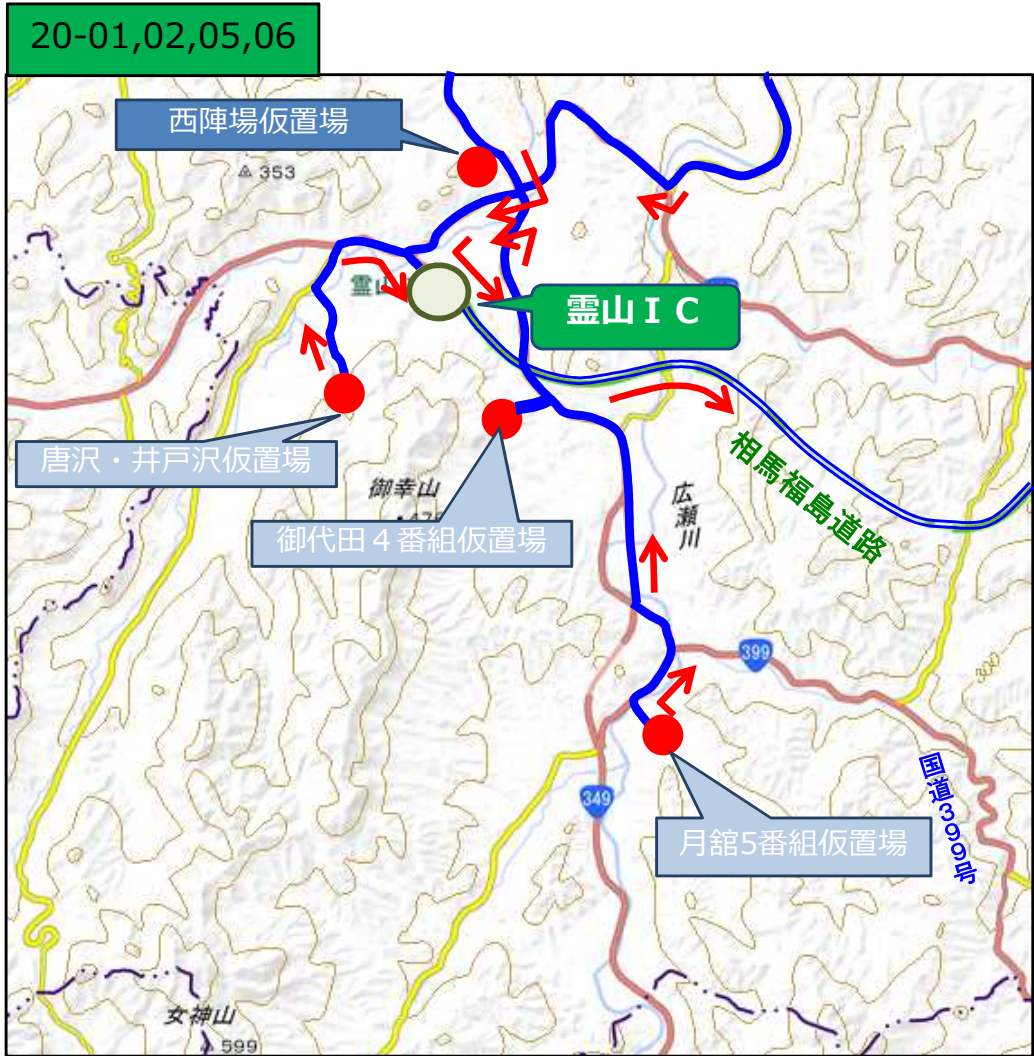 20-01,02,05,06
西陣場仮置場
353
霊山
霊山ＩＣ
唐沢・井戸沢仮置場
御幸山
御代田４番組仮置場
広瀬川
相馬福島道路
399
300
国道399号
349
月舘5番組仮置場
女神山
599